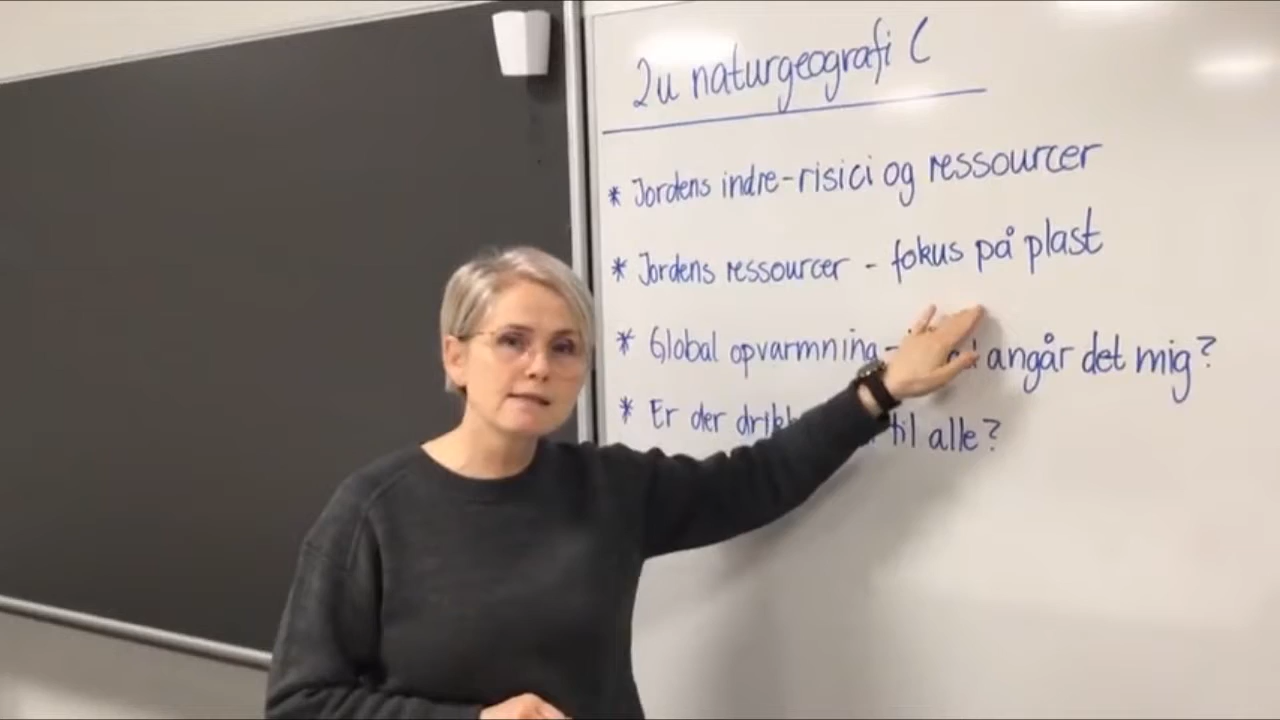 2u naturgeografi C
* Jordens indre-risici og ressourcer
* Jordens ressourcer - fokus på plast
* Global opvarmning - angår det mig?
* Er der til alle?